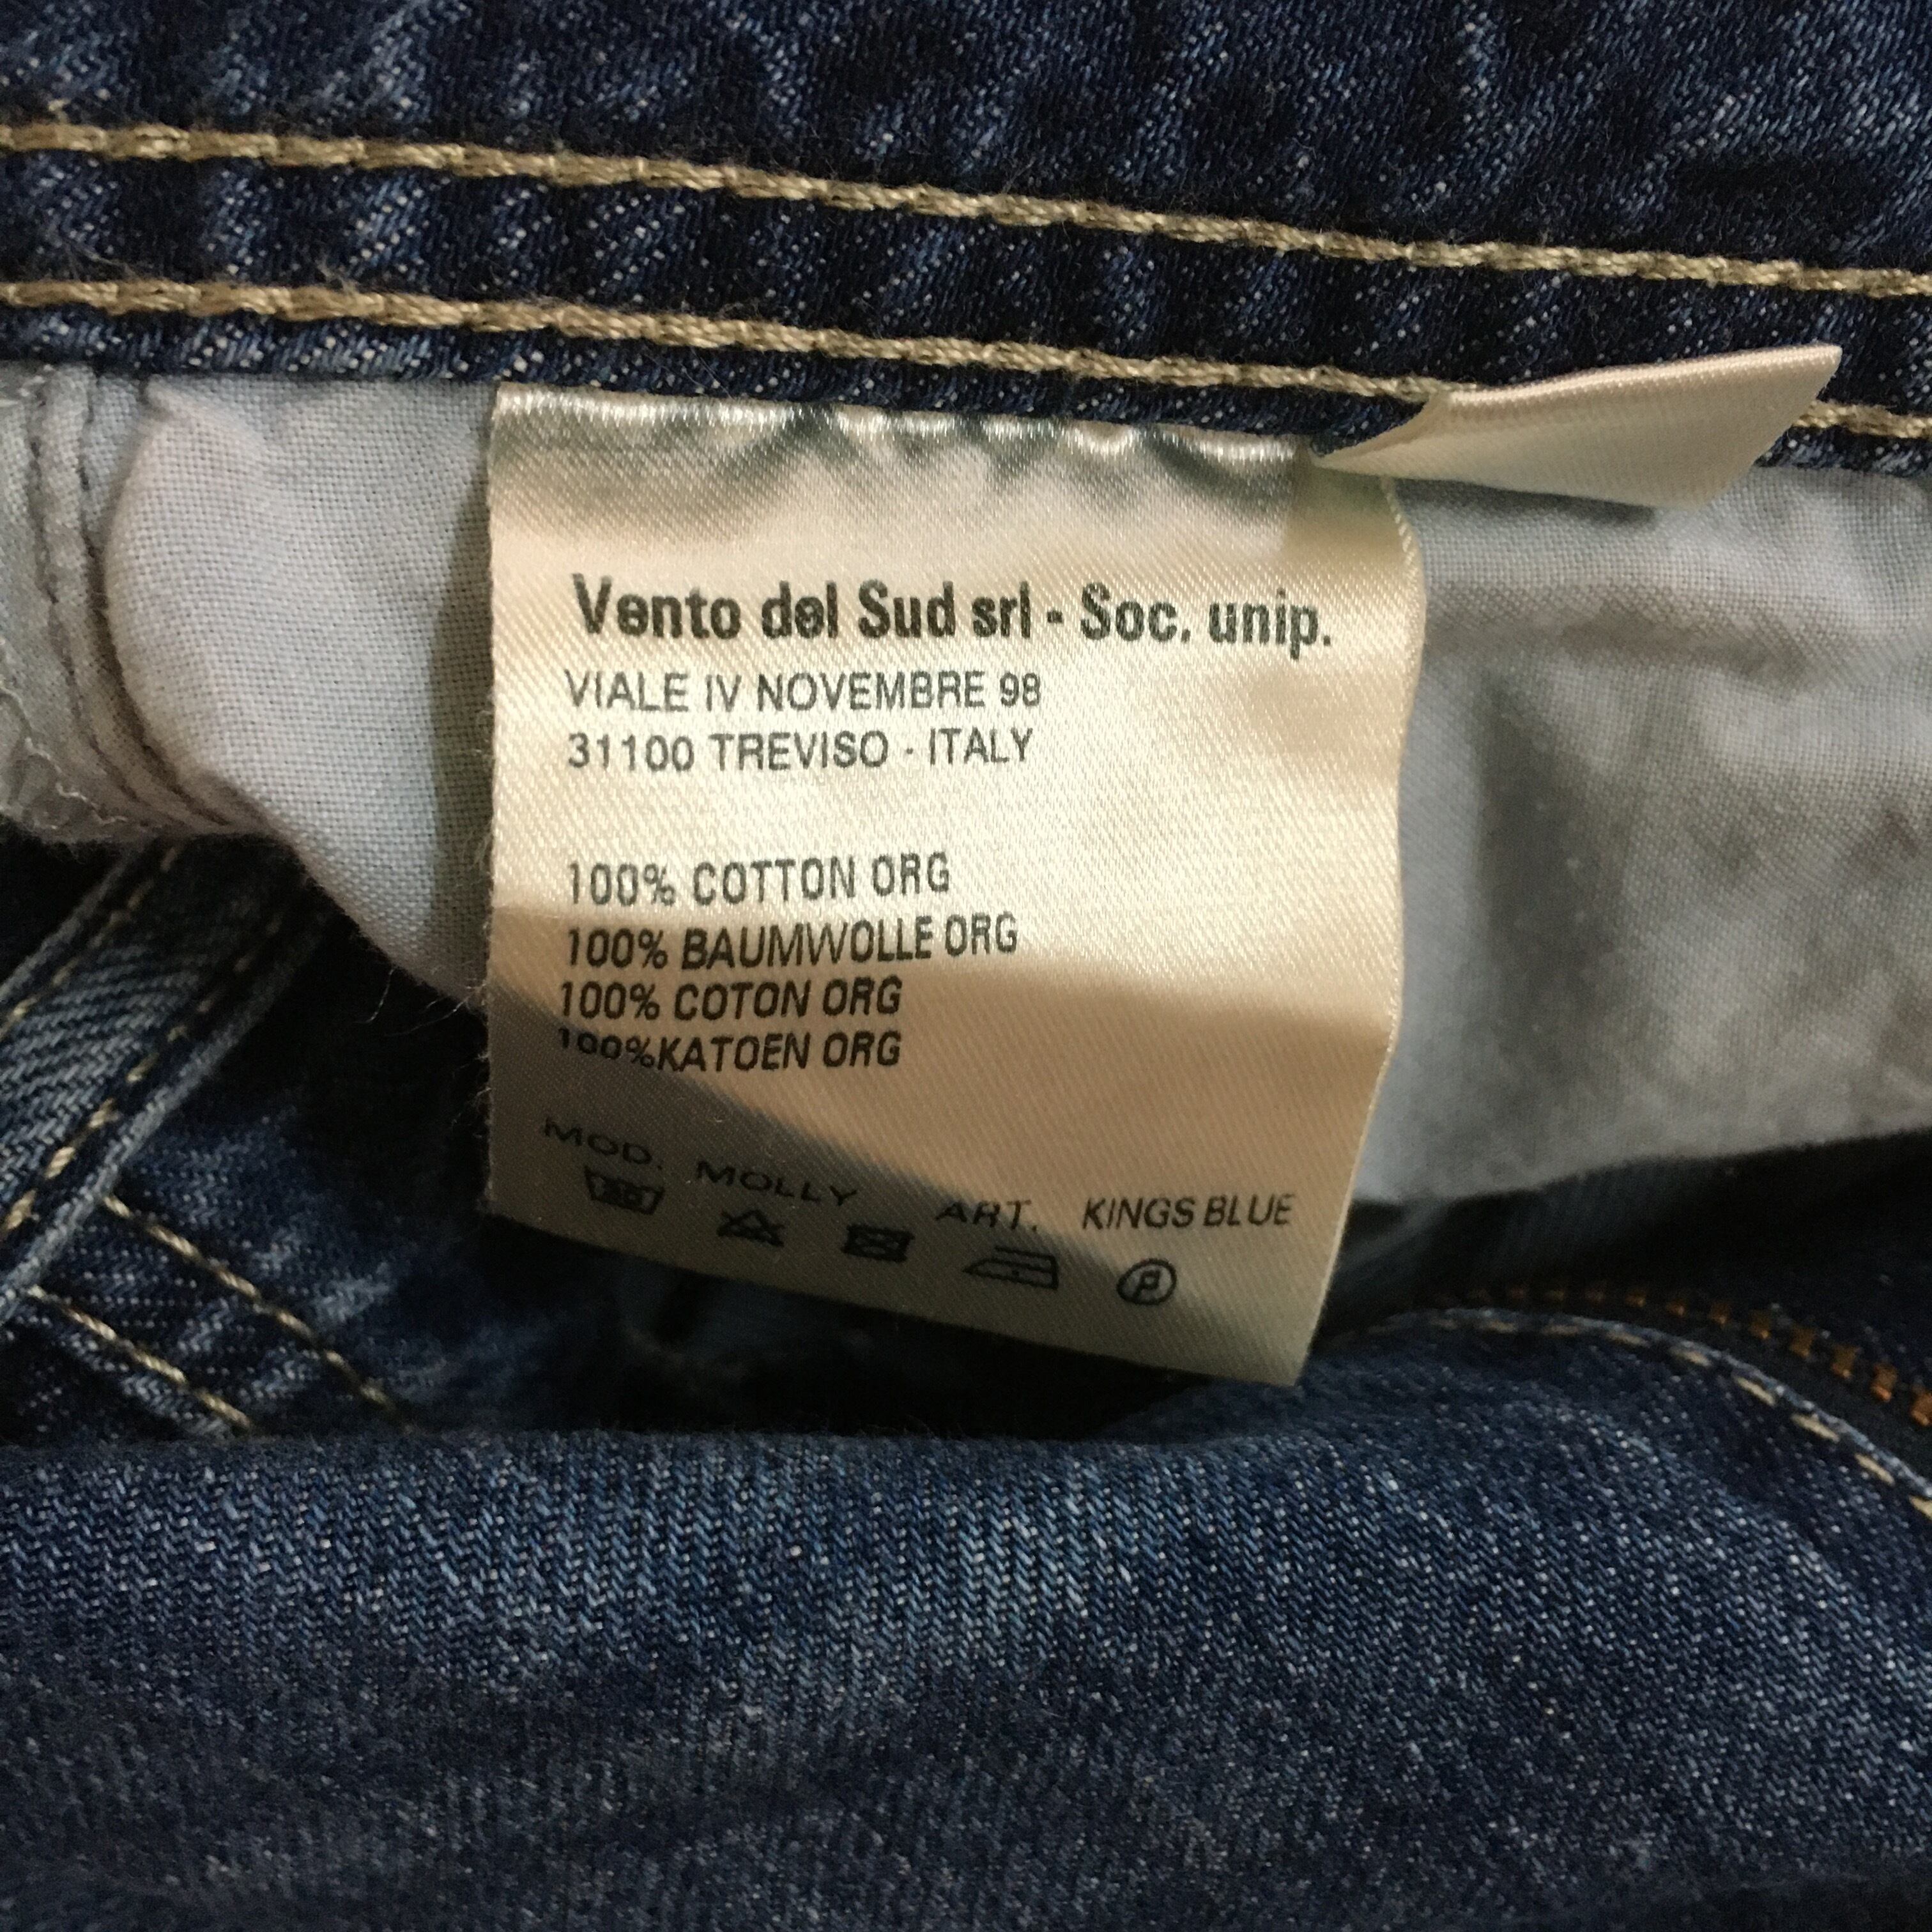 Vento del Sud srl - Soc. unip.
VIALE IV NOVEMBRE 98
31100 TREVISO - ITALY
100% COTTON ORG
100% BAUMWOLLE ORG
100% COTON ORG
100%KATOEN ORG
MOD. MOLLY ART. KINGS BLUE
P